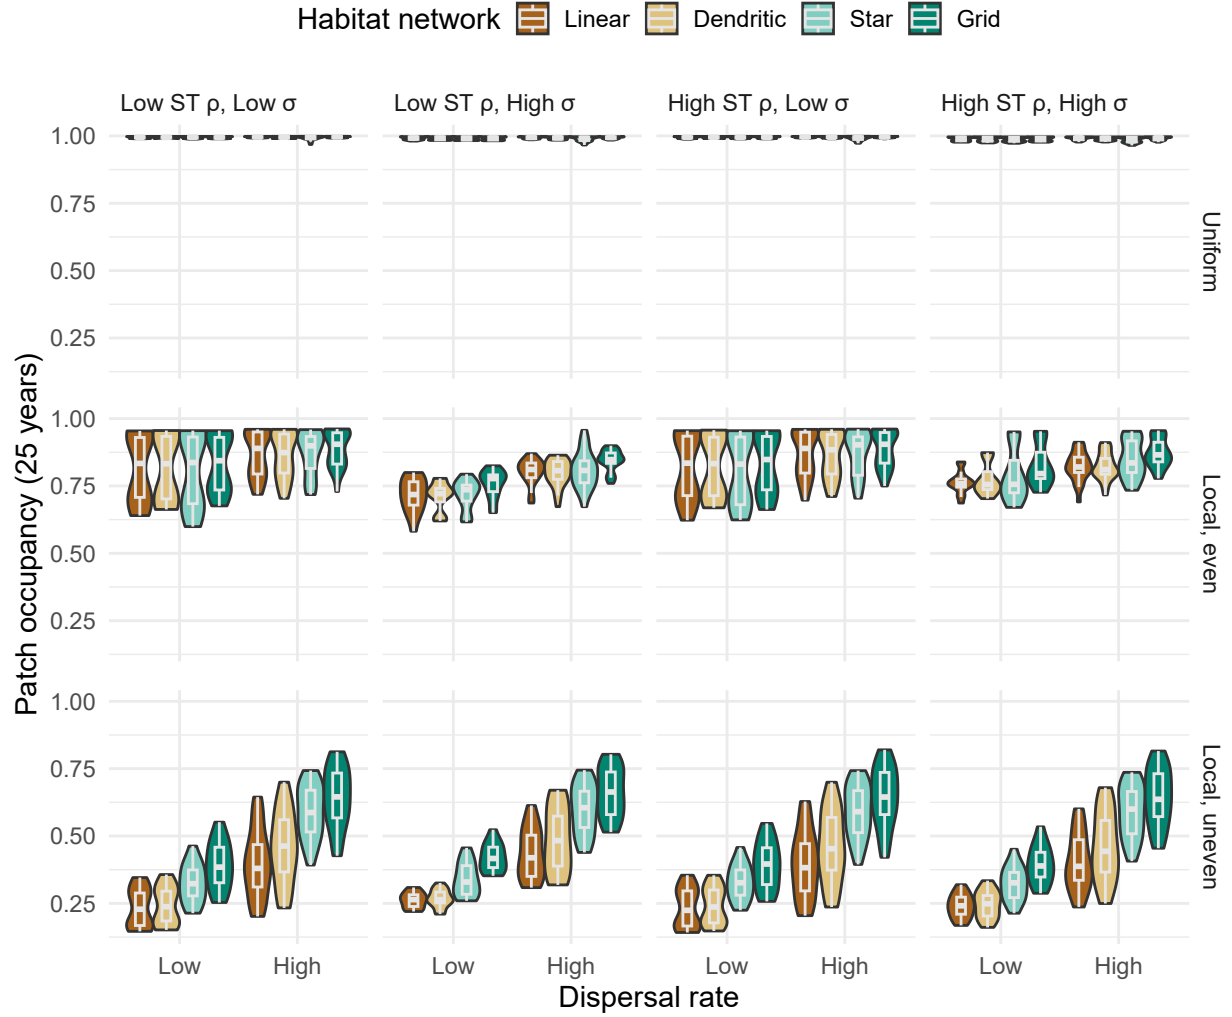 Habitat network Linear Dendritic Star Grid
Low ST ρ, Low σ Low ST ρ, High σ High ST ρ, Low σ High ST ρ, High σ
1.00
0.75
0.50
0.25
Uniform
1.00
0.75
0.50
0.25
Local, even
1.00
0.75
0.50
0.25
Local, uneven
Patch occupancy (25 years)
Low High Low High Low High Low High
Dispersal rate